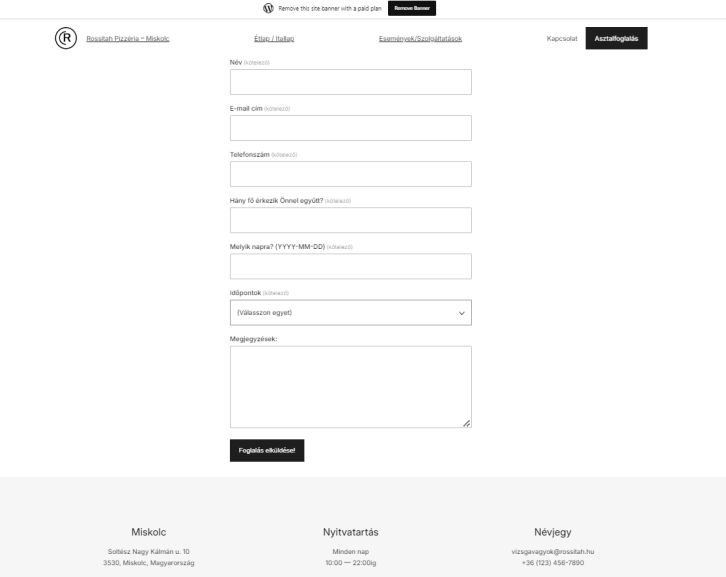 Remove this site banner with a paid plan Remove Banner
R Rossitah Pizzéria – Miskolc Étlap / Itallap Események/Szolgáltatások Kapcsolat Asztalfoglalás
Név (kötelező)
E-mail cím (kötelező)
Telefonszám (kötelező)
Hány fő érkezik Önnel együtt? (kötelező)
Melyik napra? (YYYY-MM-DD) (kötelező)
Időpontok (kötelező)
(Válasszon egyet)
Megjegyzések:
Foglalás elküldése!
Miskolc Nyitvatartás Névjegy
Soltész Nagy Kálmán u. 10 Minden nap vizsgavagyok@rossitah.hu
3530, Miskolc, Magyarország 10:00 — 22:00ig +36 (123) 456-7890